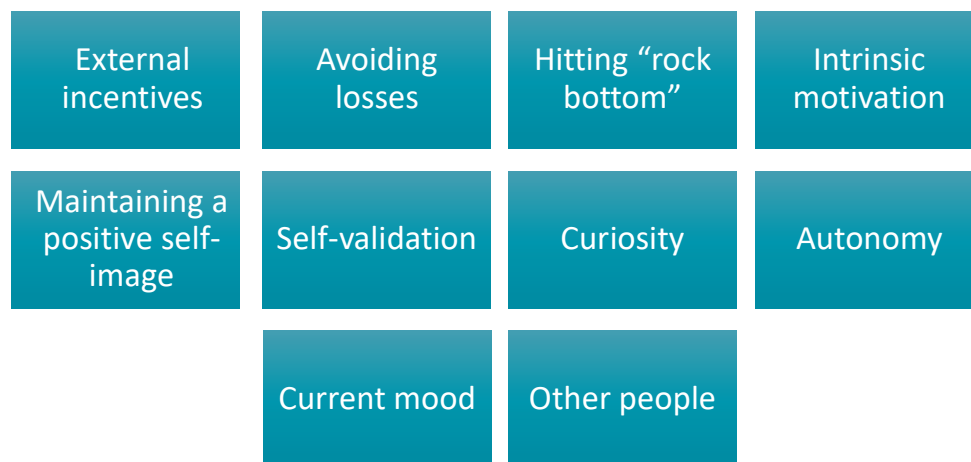 External
incentives
Avoiding
losses
Hitting “rock
bottom”
Intrinsic
motivation
Maintaining a
positive self-
image
Self-validation
Curiosity
Autonomy
Current mood
Other people